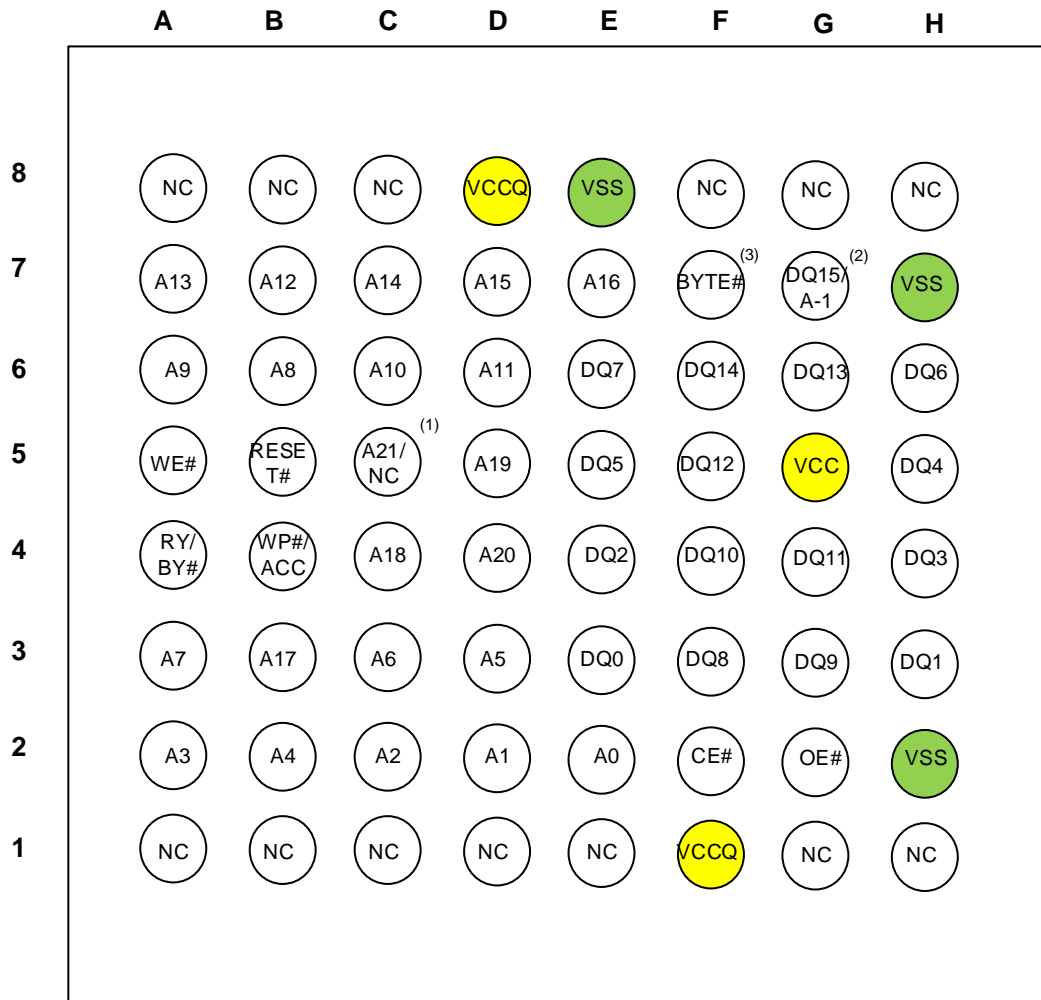 A B C D E F G H
8 NC NC NC VCCQ VSS NC NC NC
7 A13 A12 A14 A15 A16 BYTE# (3) DQ15/ A-1 (2) VSS
6 A9 A8 A10 A11 DQ7 DQ14 DQ13 DQ6
5 WE# RESE T# A21/ NC (1) A19 DQ5 DQ12 VCC DQ4
4 RY/ BY# WP#/ ACC A18 A20 DQ2 DQ10 DQ11 DQ3
3 A7 A17 A6 A5 DQ0 DQ8 DQ9 DQ1
2 A3 A4 A2 A1 A0 CE# OE# VSS
1 NC NC NC NC NC VCCQ NC NC